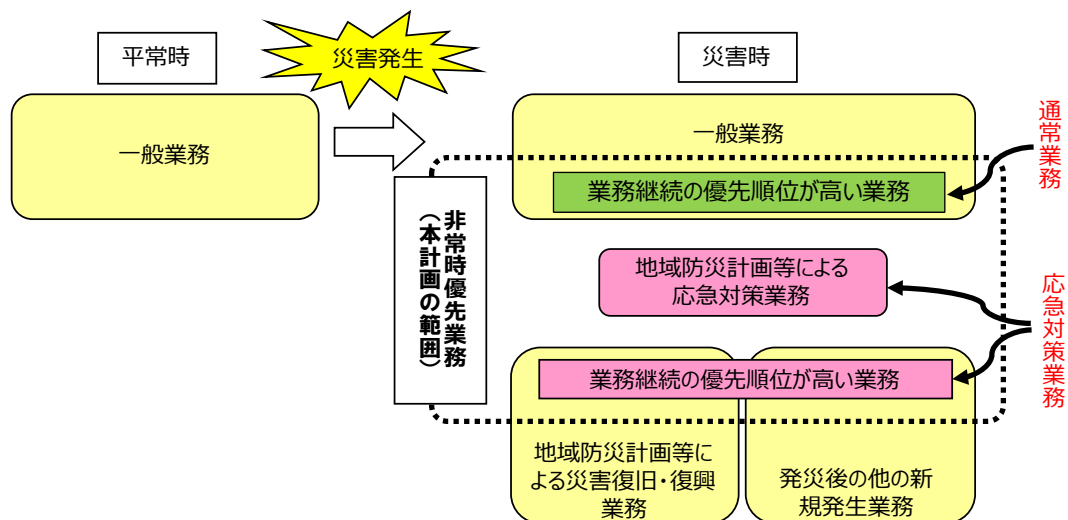 平常時
災害発生
災害時
一般業務
一般業務
通常業務
業務継続の優先順位が高い業務
非常時優先業務
（本計画の範囲）
地域防災計画等による
応急対策業務
応急対策業務
業務継続の優先順位が高い業務
地域防災計画等に
よる災害復旧・復興
業務
発災後の他の新
規発生業務